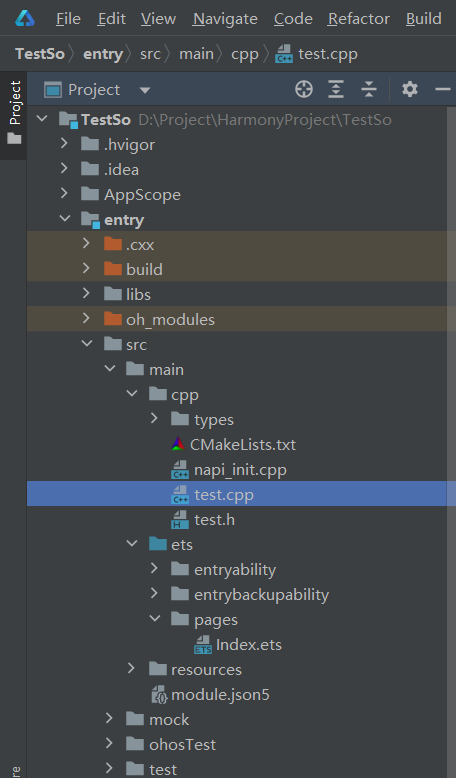 File Edit View Navigate Code Refactor Build
TestSo entry src main cpp test.cpp
Project
Project
TestSo D:\Project\HarmonyProject\TestSo
.hvigor
.idea
AppScope
entry
.cxx
build
libs
oh_modules
src
main
cpp
types
CMakeLists.txt
napi_init.cpp
test.cpp
test.h
ets
entryability
entrybackupability
pages
Index.ets
resources
module.json5
mock
ohosTest
test